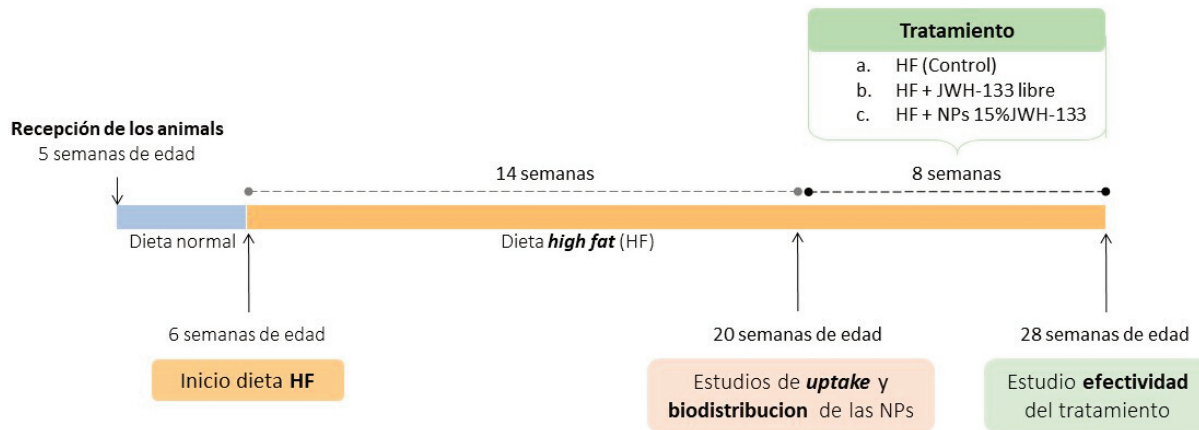 Tratamiento
a. HF (Control)
b. HF + JWH-133 libre
c. HF + NPs 15%JWH-133
Recepción de los animals
5 semanas de edad
14 semanas
8 semanas
Dieta normal
Dieta high fat (HF)
6 semanas de edad
20 semanas de edad
28 semanas de edad
Inicio dieta HF
Estudios de uptake y
biodistribucion de las NPs
Estudio efectividad
del tratamiento